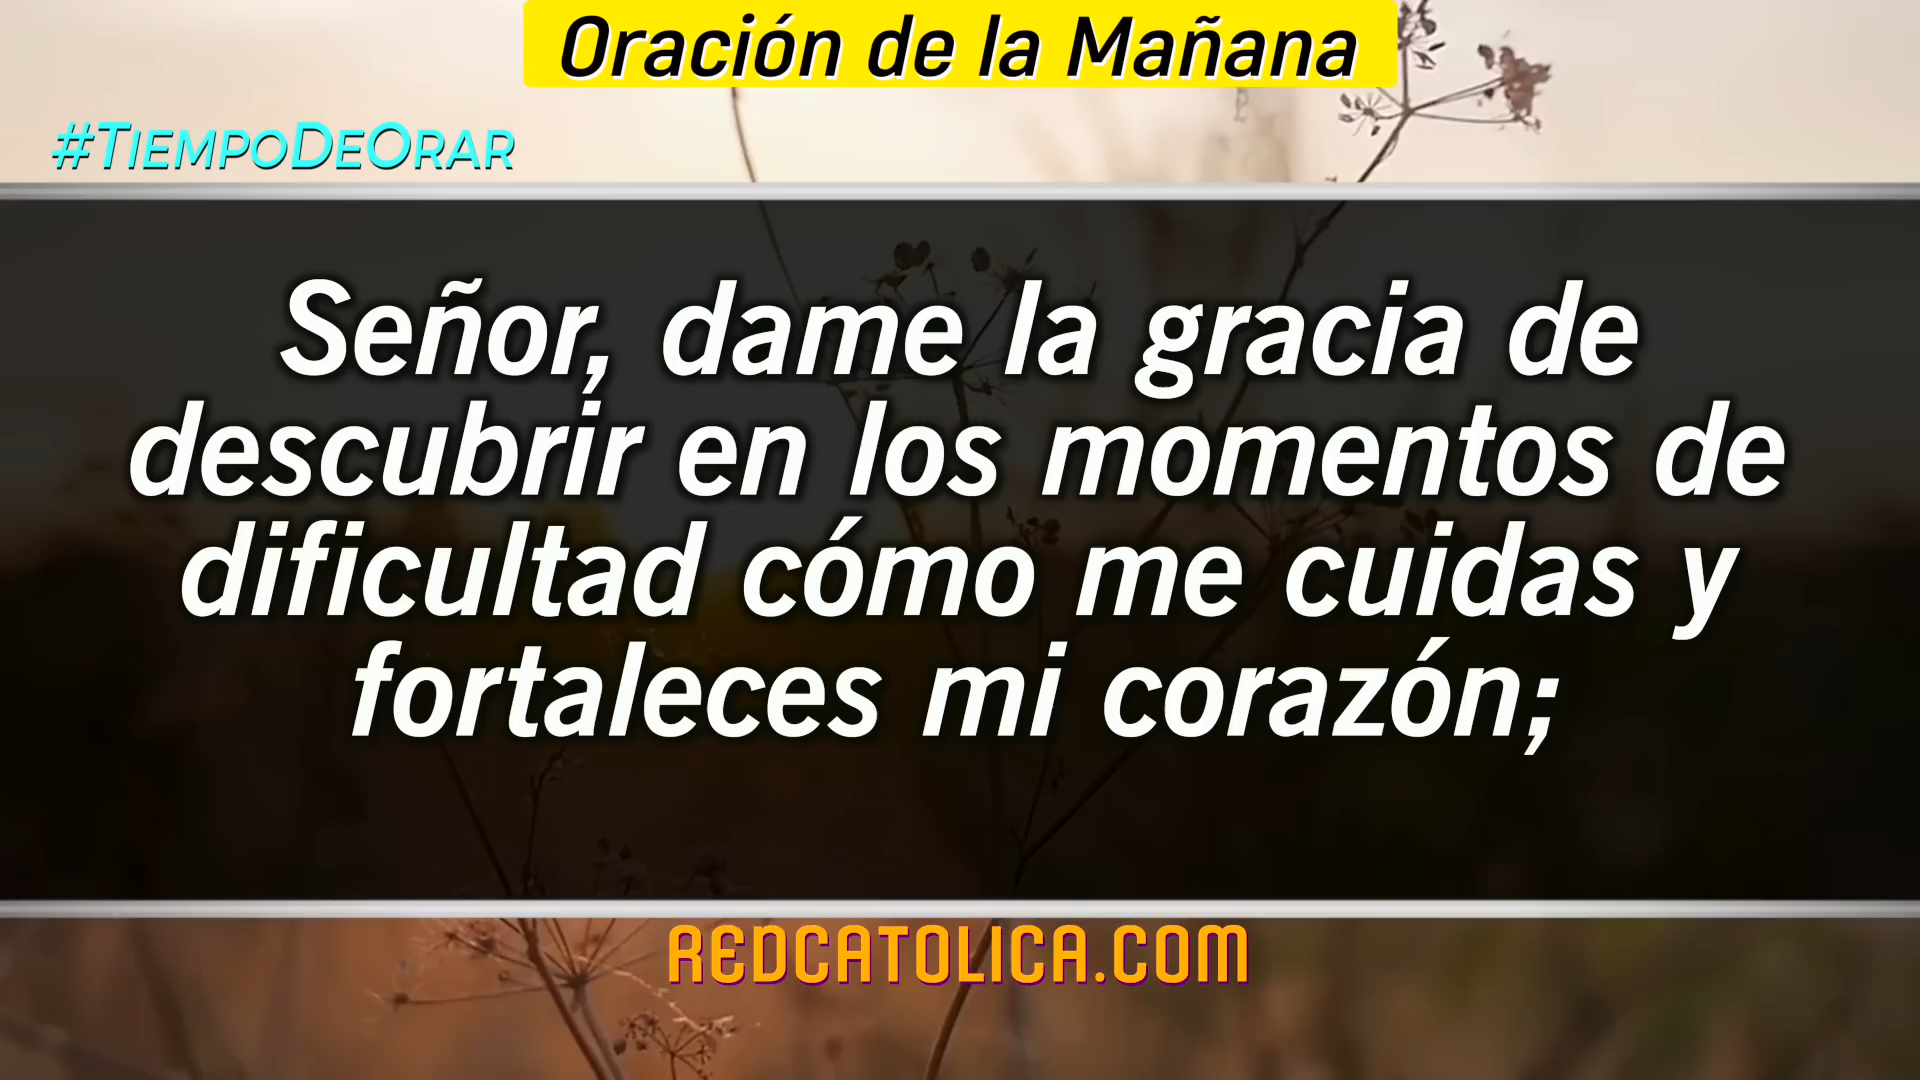 Oración de la Mañana
#TiempoDeOrar
Señor, dame la gracia de
descubrir en los momentos de
dificultad cómo me cuidas y
fortaleces mi corazón;
REDCATOLICA.COM